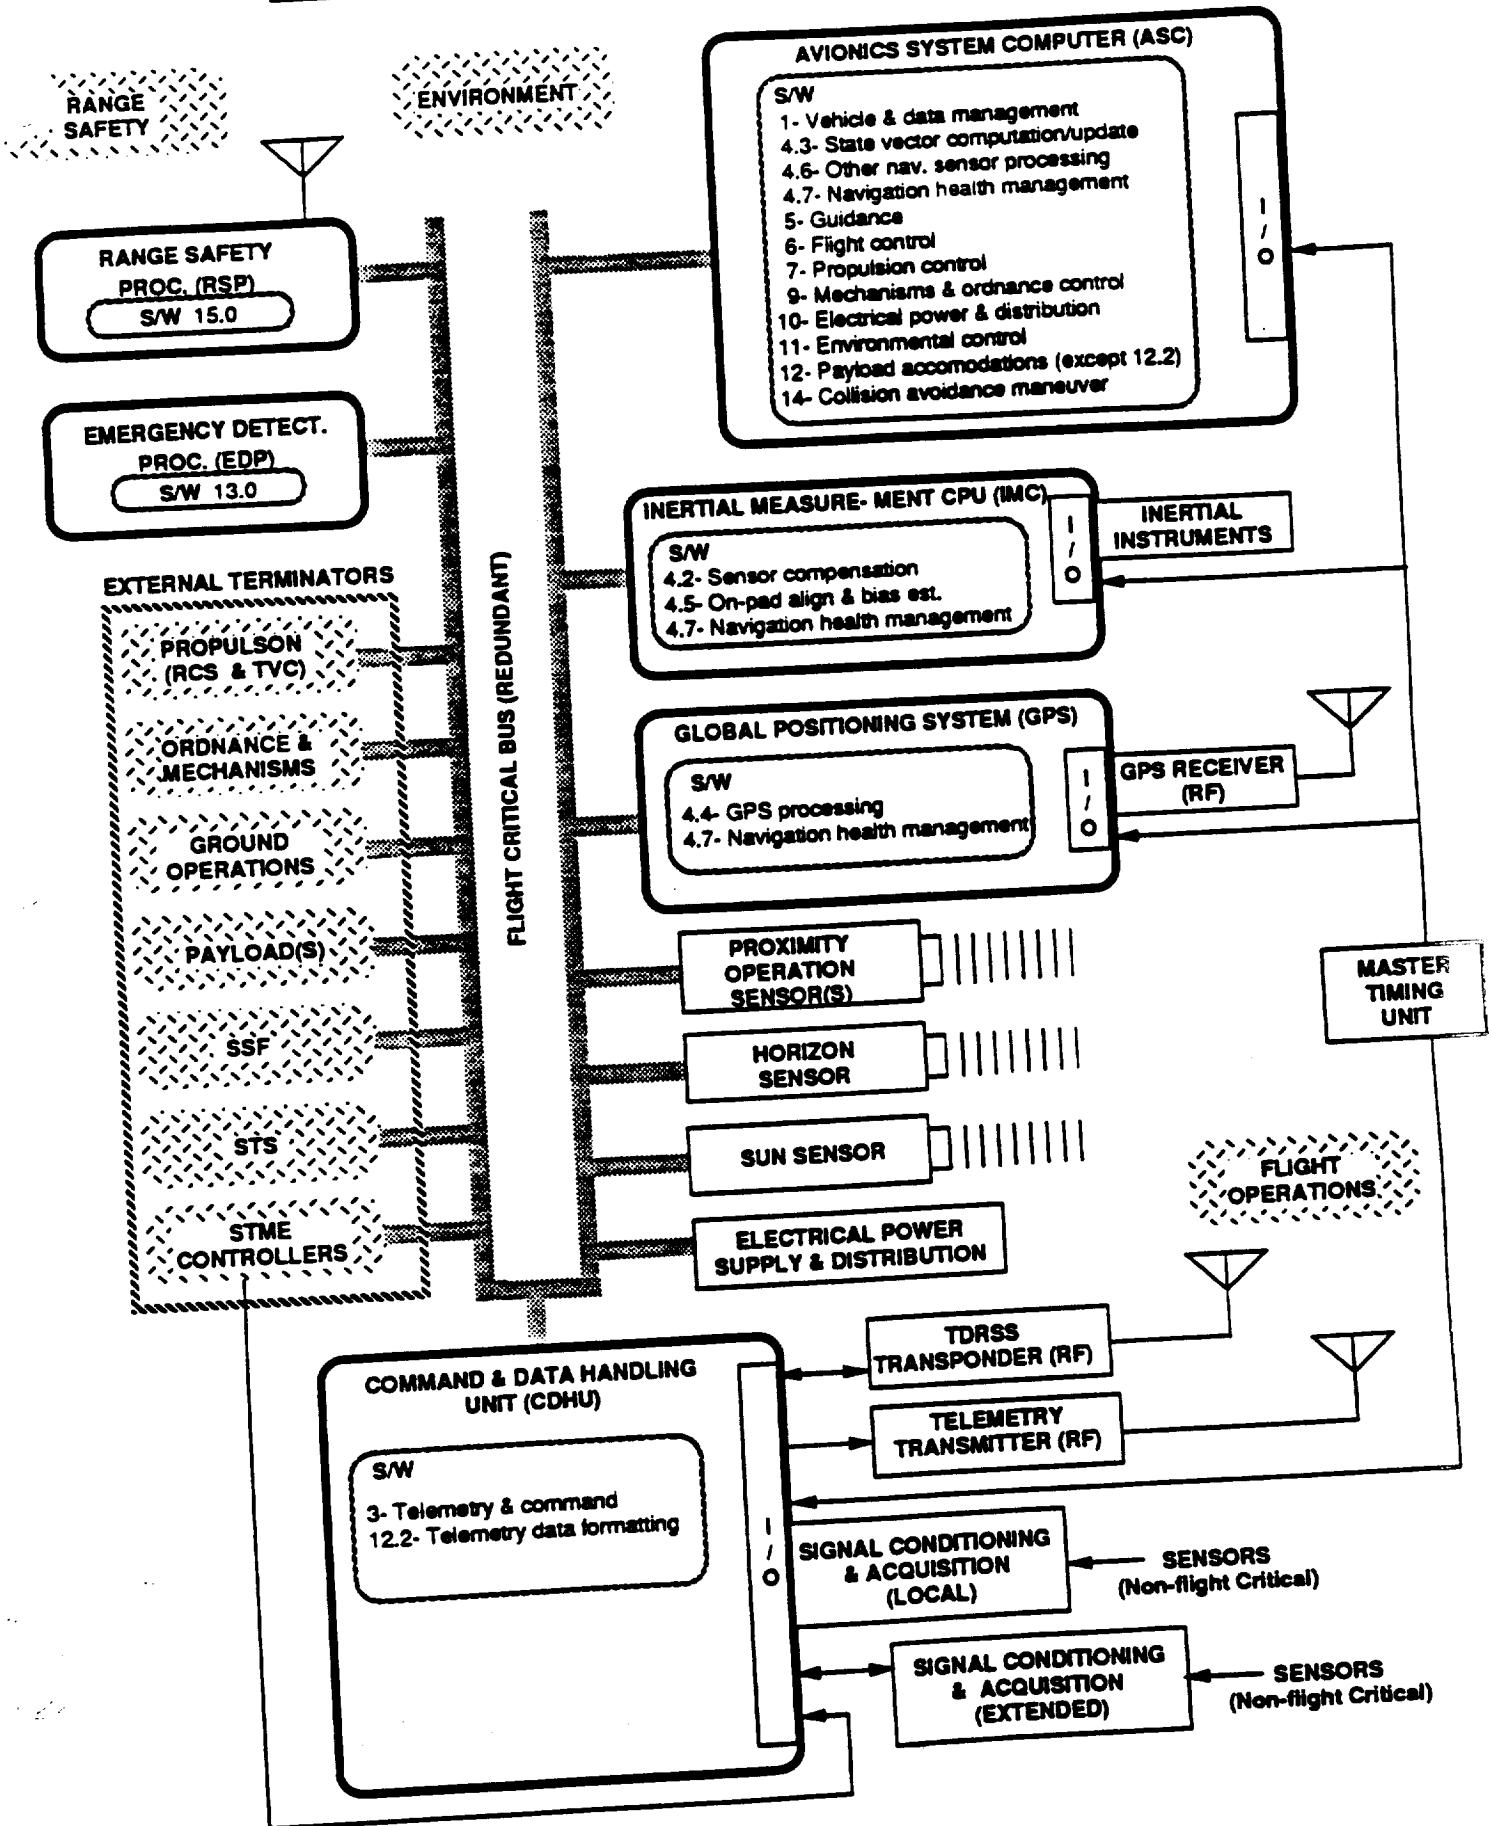 RANGE
SAFETY
ENVIRONMENT
AVIONICS SYSTEM COMPUTER (ASC)
S/W
1- Vehicle & data management
4.3- State vector computation/update
4.6- Other nav. sensor processing
4.7- Navigation health management
5- Guidance
6- Flight control
7- Propulsion control
9- Mechanisms & ordnance control
10- Electrical power & distribution
11- Environmental control
12- Payload accomodations (except 12.2)
14- Collision avoidance maneuver
I
/
O
RANGE SAFETY
PROC. (RSP)
S/W 15.0
EMERGENCY DETECT.
PROC. (EDP)
S/W 13.0
EXTERNAL TERMINATORS
PROPULSON
(RCS & TVC)
ORDNANCE &
MECHANISMS
GROUND
OPERATIONS
PAYLOAD(S)
SSF
STS
STME
CONTROLLERS
FLIGHT CRITICAL BUS (REDUNDANT)
INERTIAL MEASURE- MENT CPU (IMC)
S/W
4.2- Sensor compensation
4.5- On-pad align & bias est.
4.7- Navigation health management
I
/
O
INERTIAL
INSTRUMENTS
GLOBAL POSITIONING SYSTEM (GPS)
S/W
4.4- GPS processing
4.7- Navigation health management
I
/
O
GPS RECEIVER
(RF)
PROXIMITY
OPERATION
SENSOR(S)
HORIZON
SENSOR
SUN SENSOR
ELECTRICAL POWER
SUPPLY & DISTRIBUTION
MASTER
TIMING
UNIT
FLIGHT
OPERATIONS
COMMAND & DATA HANDLING
UNIT (CDHU)
S/W
3- Telemetry & command
12.2- Telemetry data formatting
I
/
O
TDRSS
TRANSPONDER (RF)
TELEMETRY
TRANSMITTER (RF)
SIGNAL CONDITIONING
& ACQUISITION
(LOCAL)
SENSORS
(Non-flight Critical)
SIGNAL CONDITIONING
& ACQUISITION
(EXTENDED)
SENSORS
(Non-flight Critical)